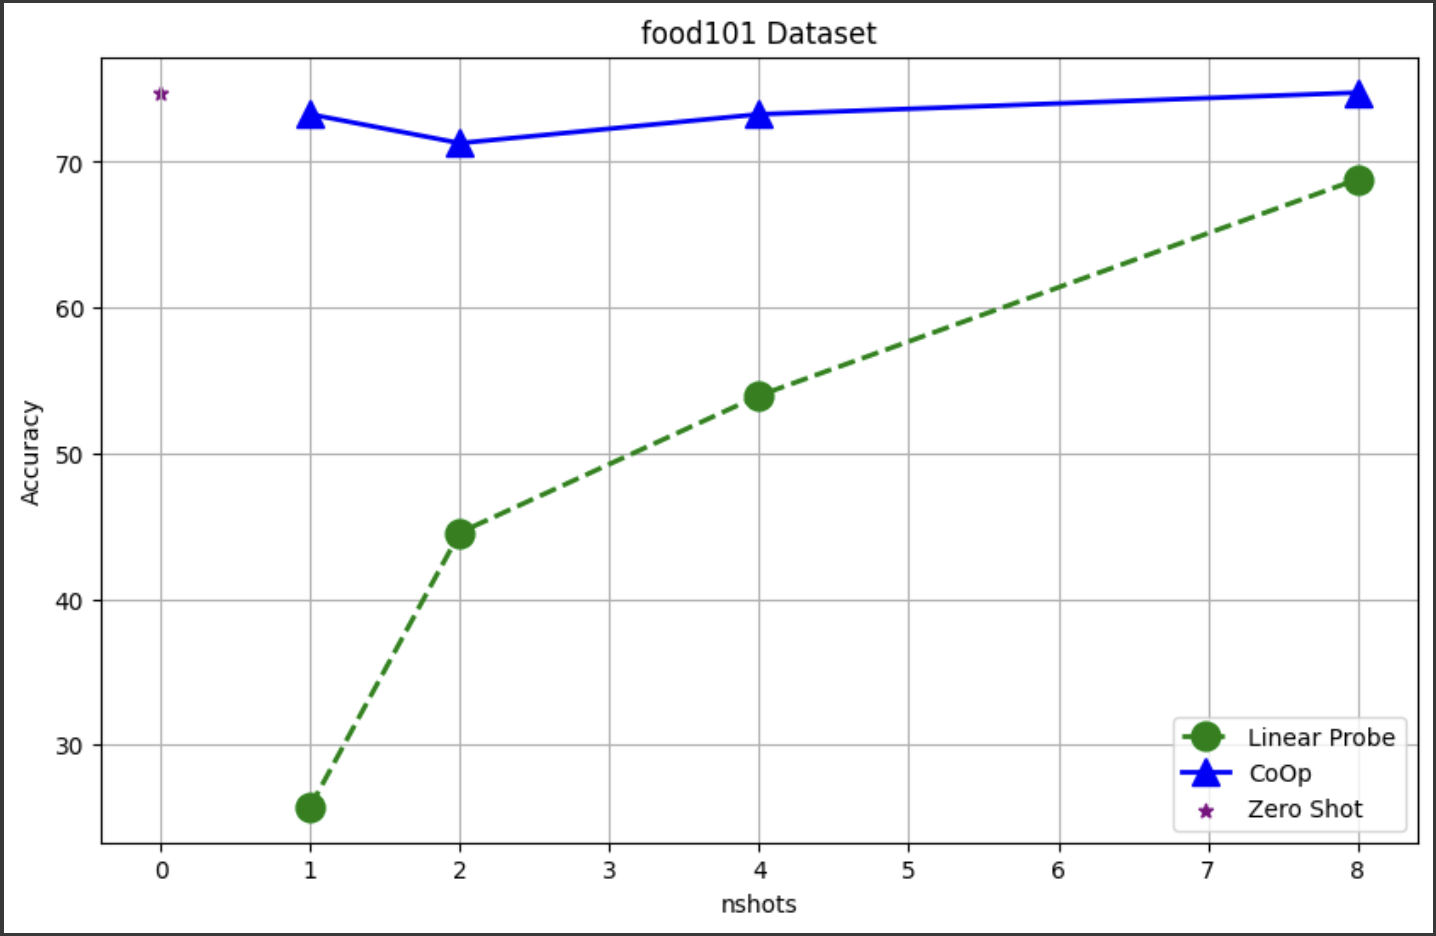 food101 Dataset
Accuracy
70
60
50
40
30
0 1 2 3 4 5 6 7 8
nshots
Linear Probe
CoOp
Zero Shot